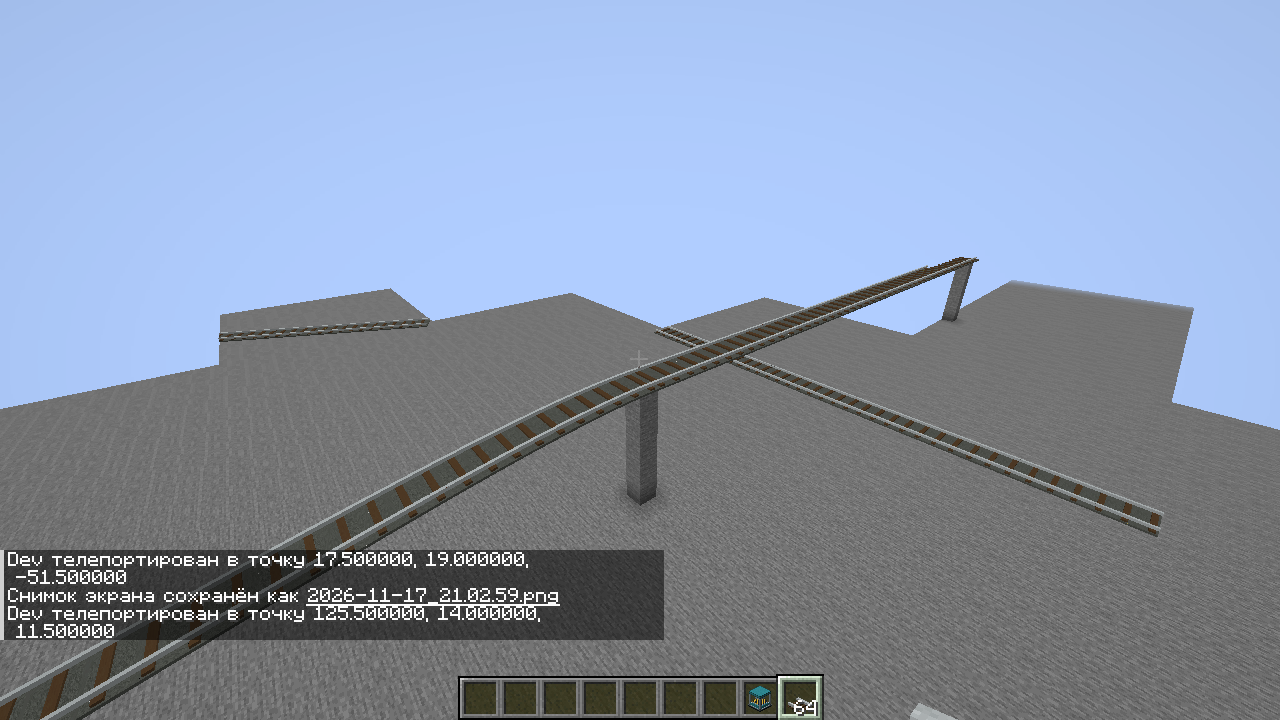 Dev телепортирован в точку 17.500000, 19.000000,
-51.500000
Снимок экрана сохранён как 2026-11-17_21.02.59.png
Dev телепортирован в точку 125.500000, 14.000000,
11.500000
64